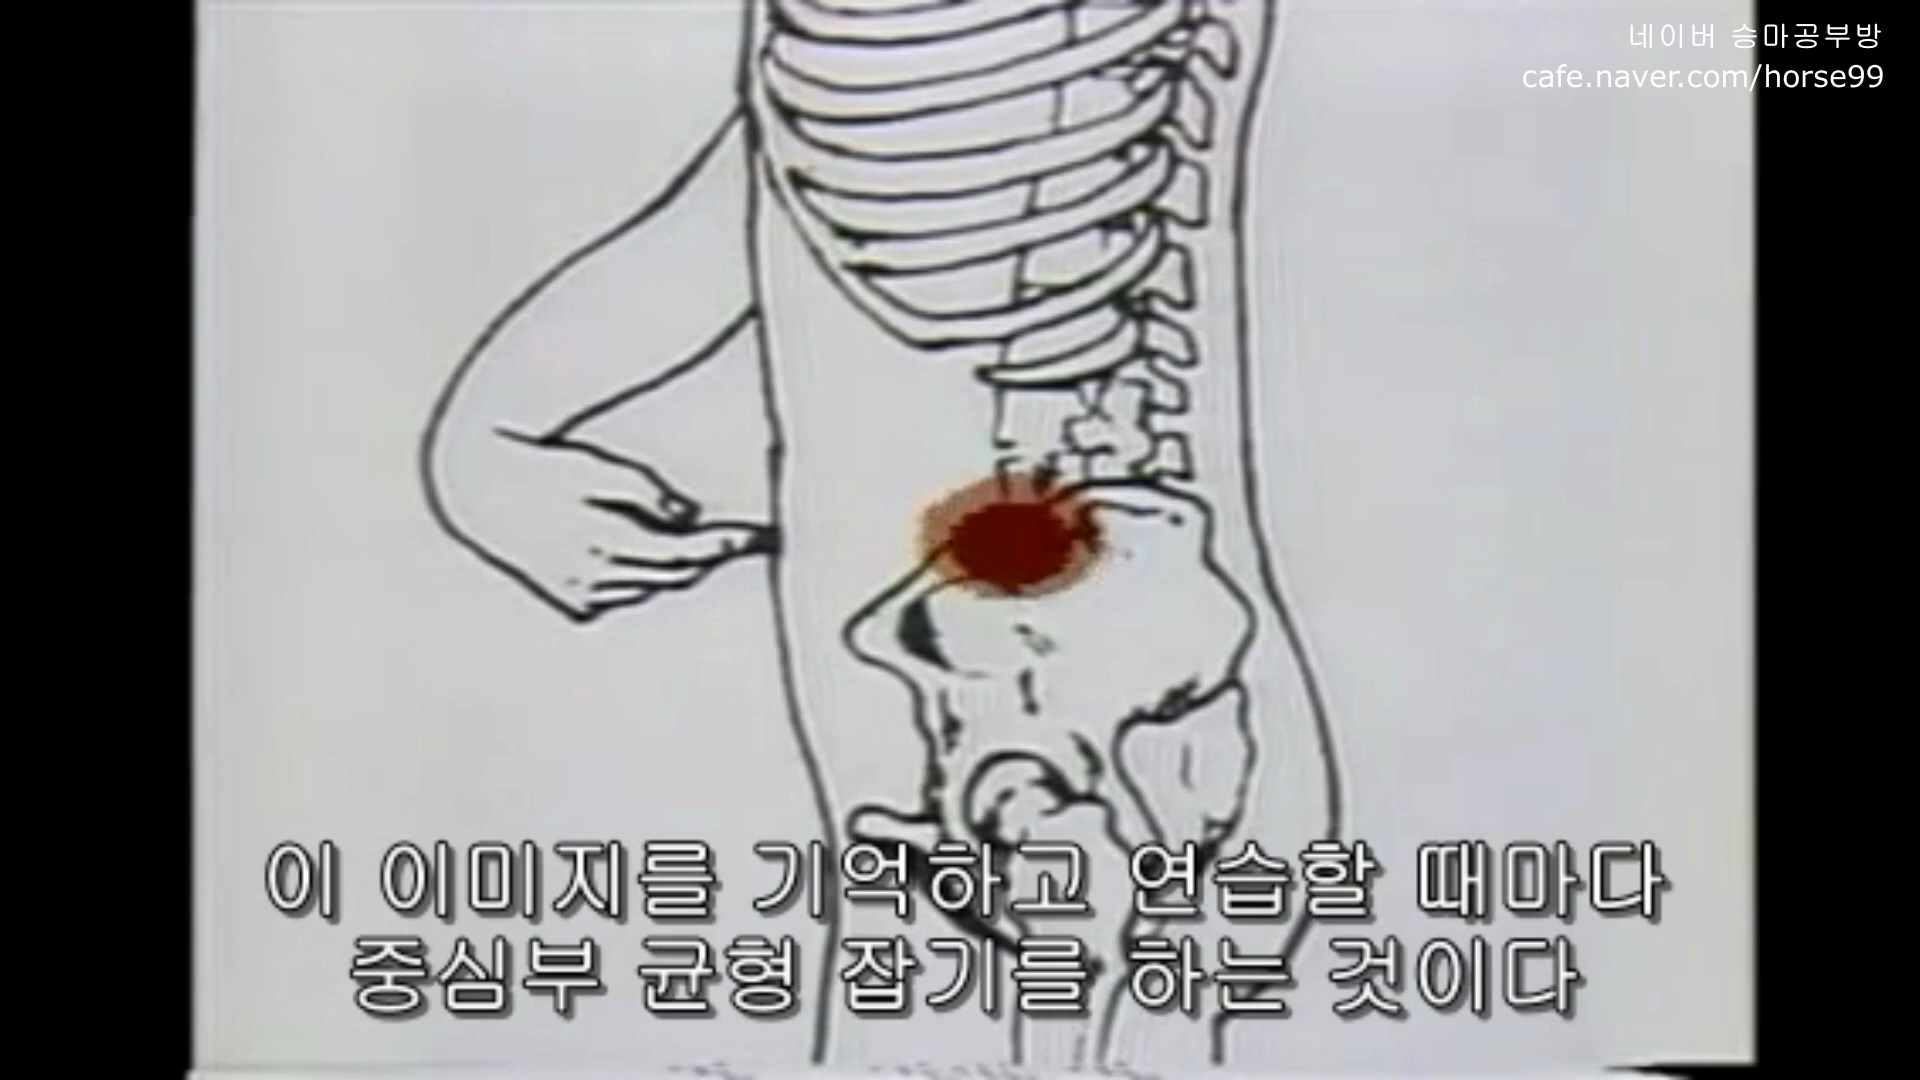 네이버 승마공부방
cafe.naver.com/horse99
이 이미지를 기억하고 연습할 때마다
중심부 균형 잡기를 하는 것이다